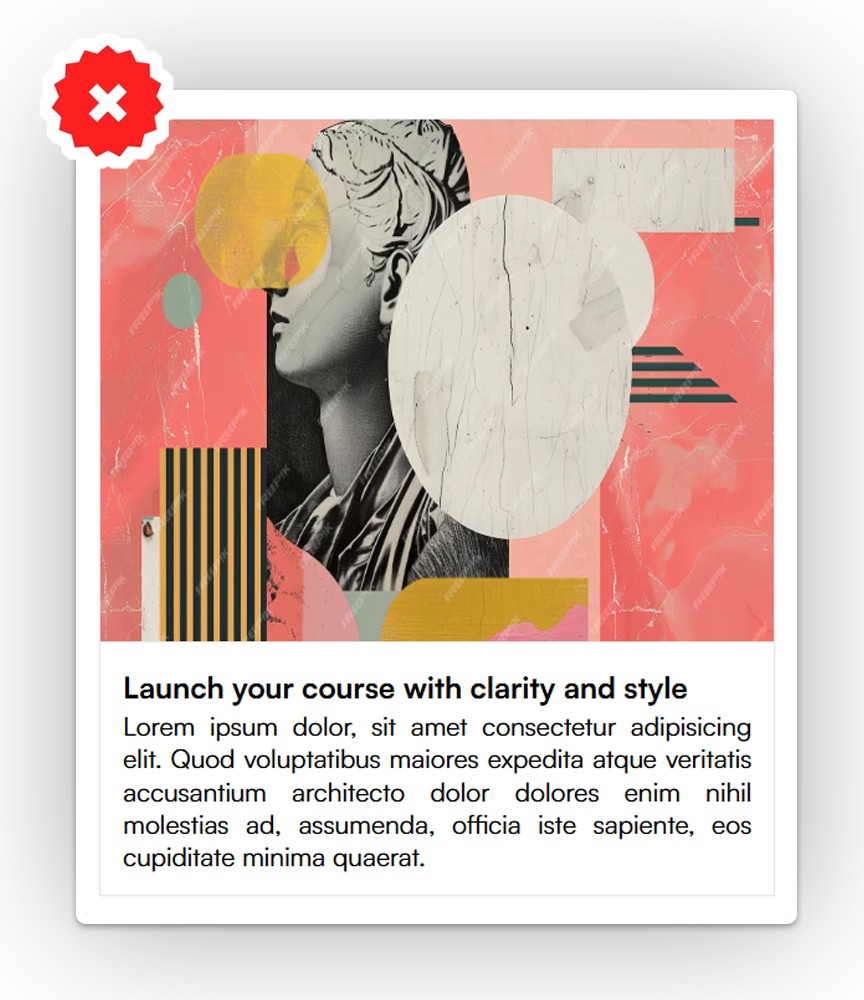 Launch your course with clarity and style
Lorem ipsum dolor, sit amet consectetur adipisicing
elit. Quod voluptatibus maiores expedita atque veritatis
accusantium architecto dolor dolores enim nihil
molestias ad, assumenda, officia iste sapiente, eos
cupiditate minima quaerat.